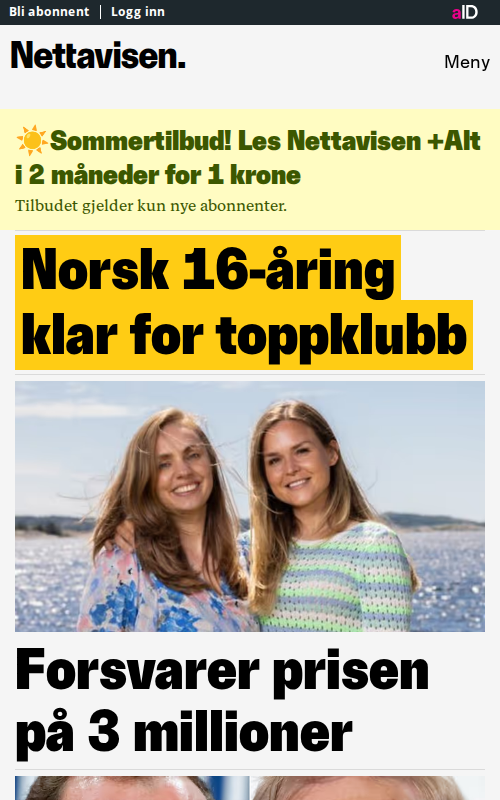 Bli abonnent
Logg inn
aID
Nettavisen.
Meny
Sommertilbud! Les Nettavisen +Alt
i 2 måneder for 1 krone
Tilbudet gjelder kun nye abonnenter.
Norsk 16-åring
klar for toppklubb
Forsvarer prisen
på 3 millioner